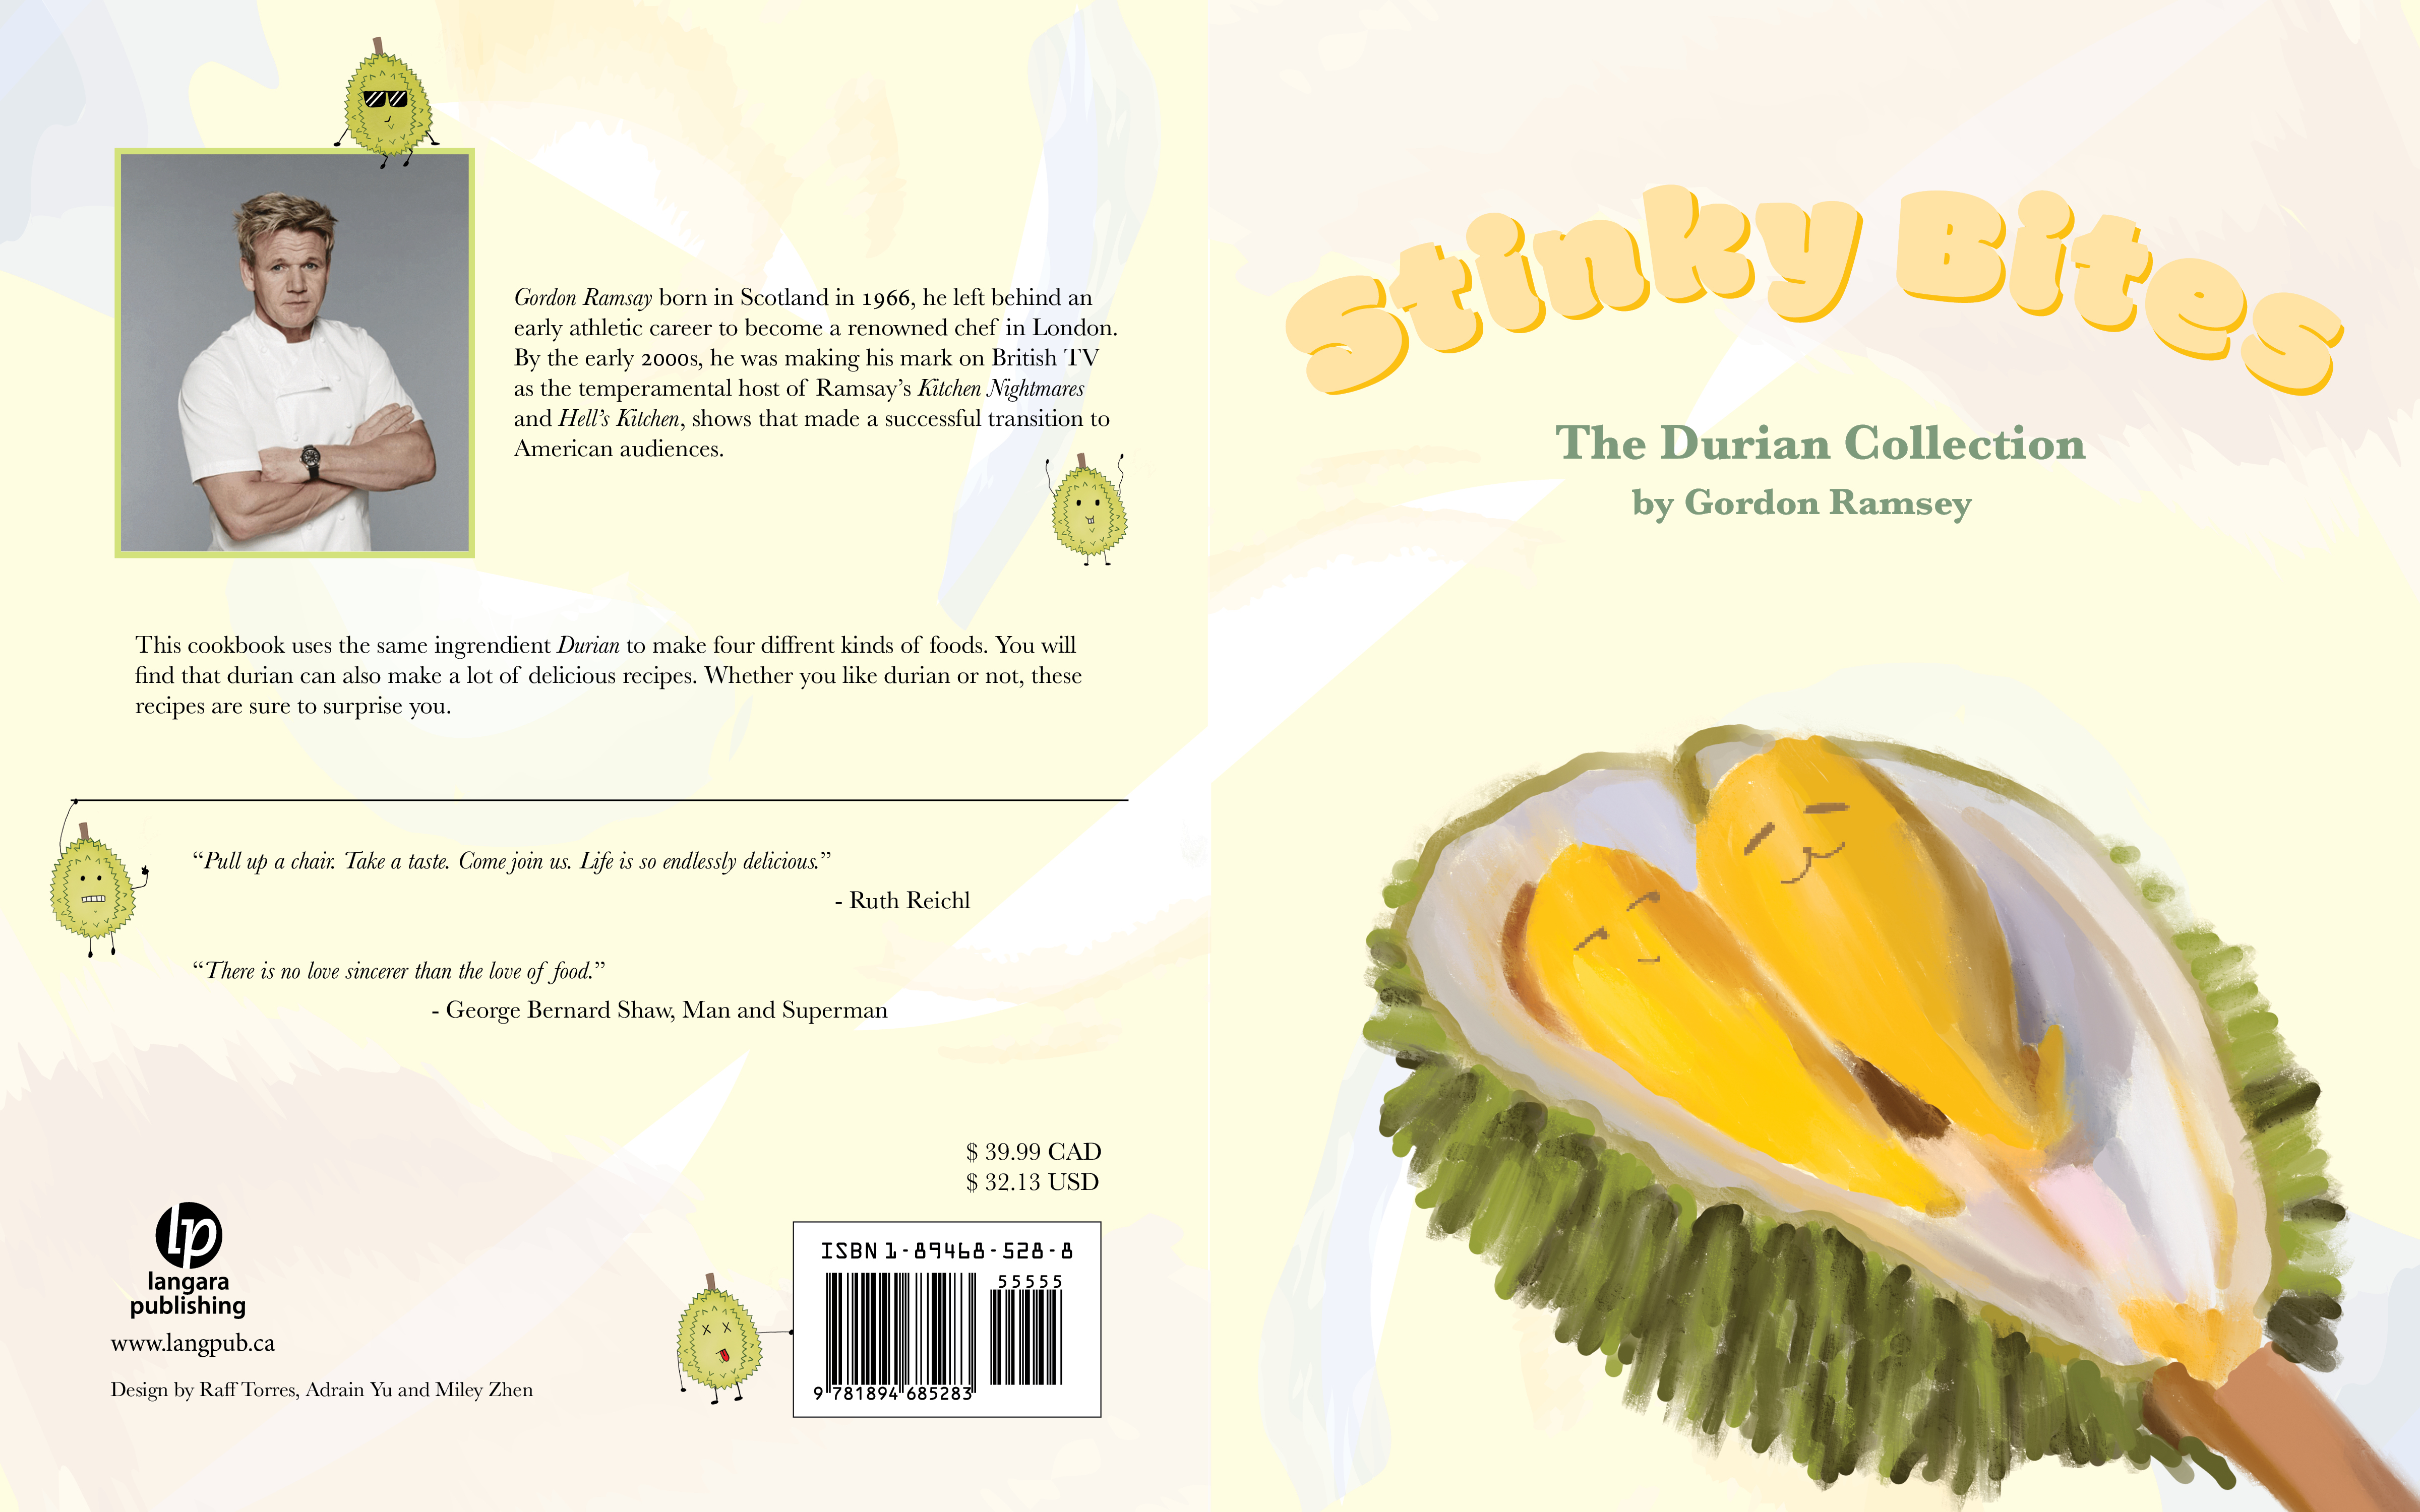 Gordon Ramsay born in Scotland in 1966, he left behind an
early athletic career to become a renowned chef in London.
By the early 2000s, he was making his mark on British TV
as the temperamental host of Ramsay's Kitchen Nightmares
and Hell's Kitchen, shows that made a successful transition to
American audiences.
This cookbook uses the same ingrendient Durian to make four diffrent kinds of foods. You will
find that durian can also make a lot of delicious recipes. Whether you like durian or not, these
recipes are sure to surprise you.
“Pull up a chair. Take a taste. Come join us. Life is so endlessly delicious.”
- Ruth Reichl
“There is no love sincerer than the love of food.”
- George Bernard Shaw, Man and Superman
$ 39.99 CAD
$ 32.13 USD
lp
langara
publishing
www.langpub.ca
Design by Raff Torres, Adrain Yu and Miley Zhen
ISBN 1-89468-528-8
55555
9 781894 685283
Stinky Bites
The Durian Collection
by Gordon Ramsey